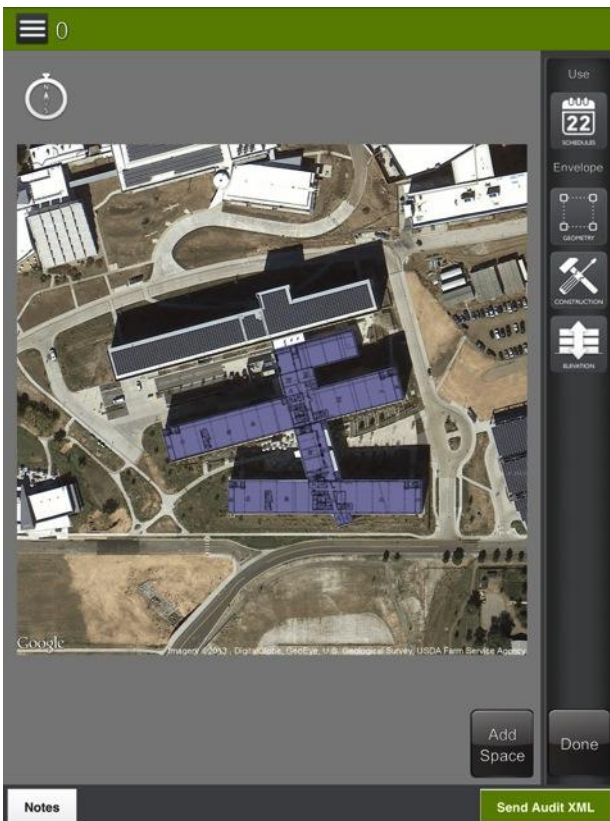 0
N
S
Use
22
SCHEDULES
Envelope
GEOMETRY
CONSTRUCTION
ELEVATION
Google
Imagery ©2013 , DigitalGlobe, GeoEye, U.S. Geological Survey, USDA Farm Service Agency
Add
Space
Done
Notes
Send Audit XML